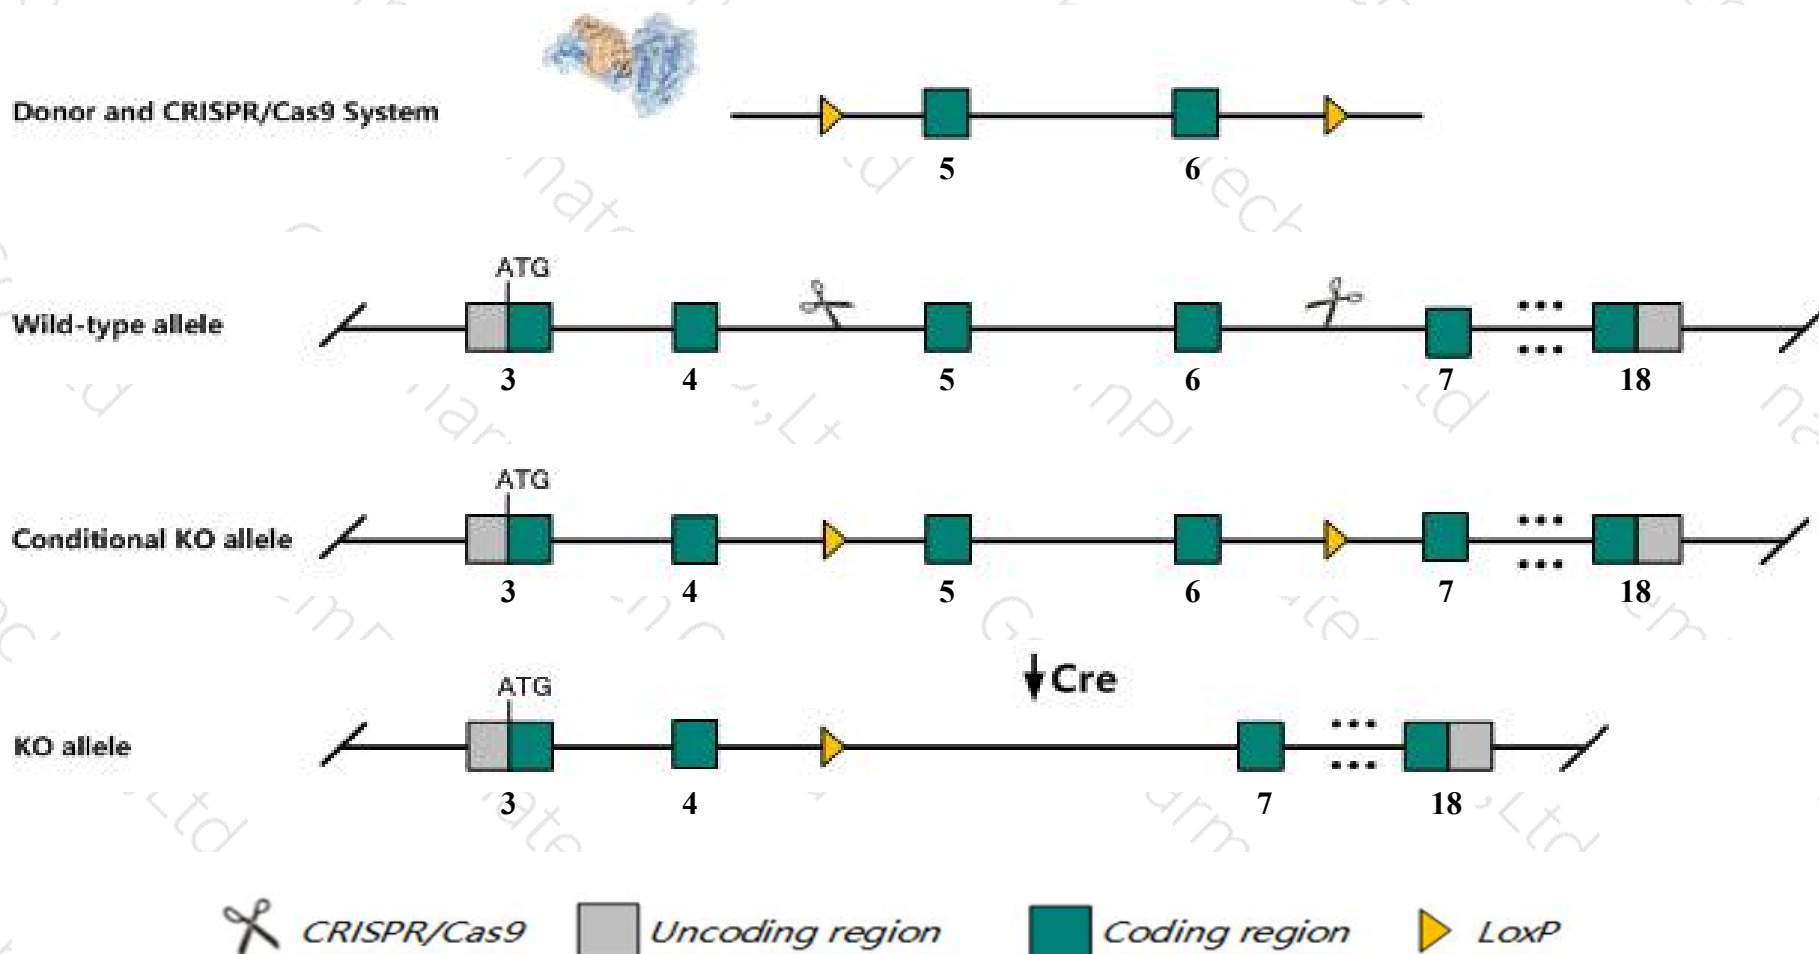 Donor and CRISPR/Cas9 System
5 6
ATG
Wild-type allele
3 4 5 6 7 18
ATG
Conditional KO allele
3 4 5 6 7 18
Cre
ATG
KO allele
3 4 7 18
CRISPR/Cas9 Uncoding region Coding region LoxP